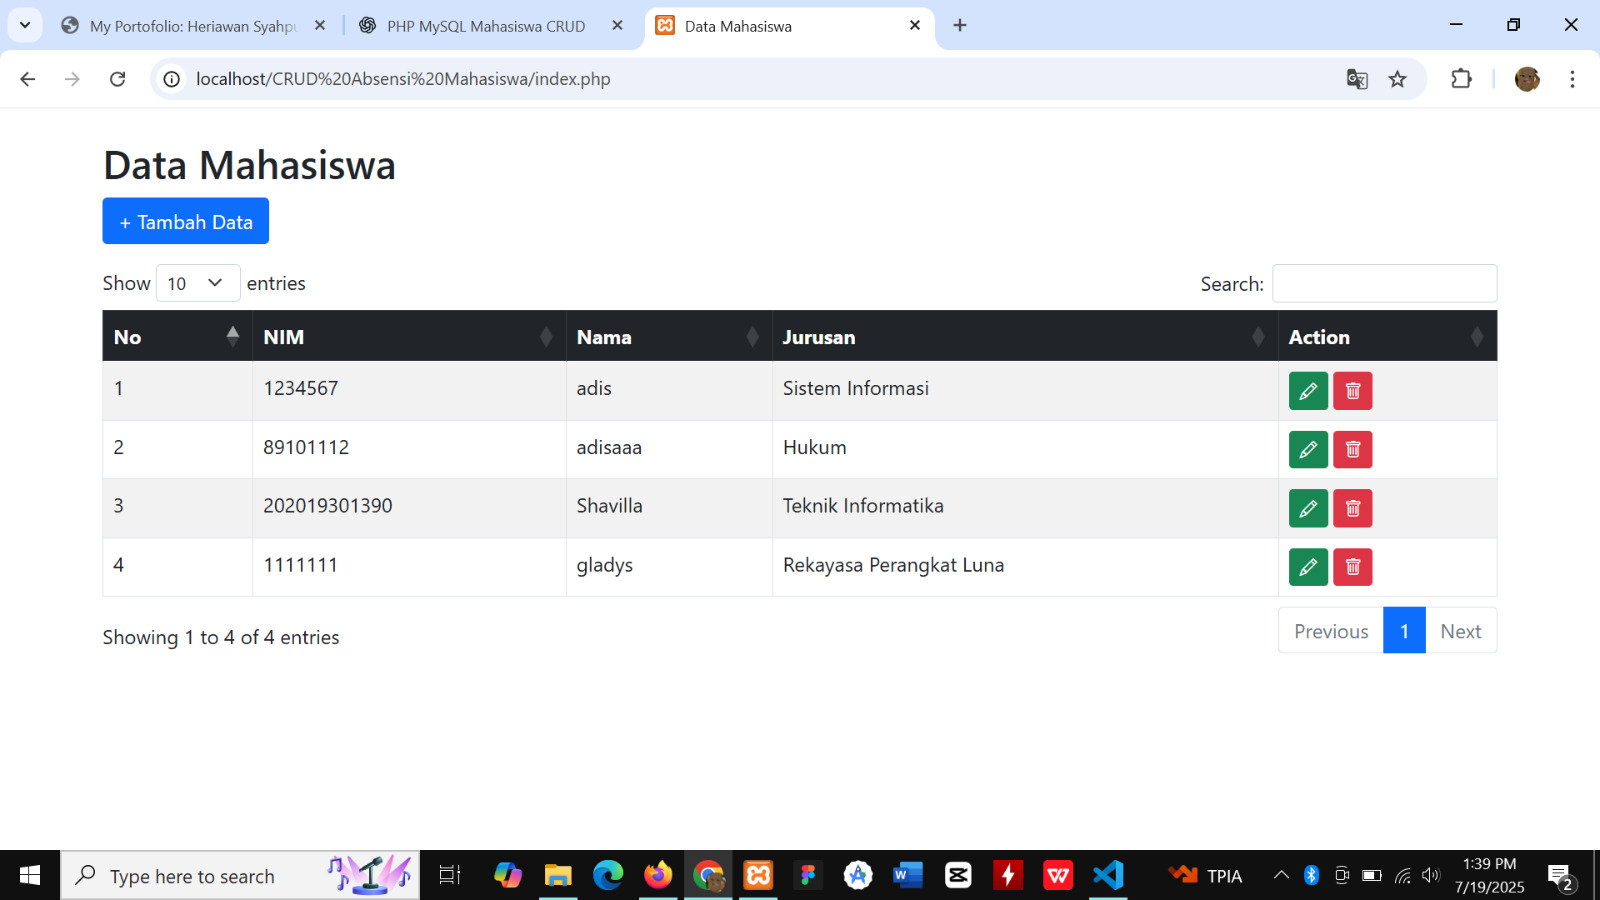 My Portofolio: Heriawan Syahpu
PHP MySQL Mahasiswa CRUD
Data Mahasiswa
localhost/CRUD%20Absensi%20Mahasiswa/index.php
Data Mahasiswa
+ Tambah Data
Show 10 entries
Search:
No NIM Nama Jurusan Action
1 1234567 adis Sistem Informasi
2 89101112 adisaaa Hukum
3 202019301390 Shavilla Teknik Informatika
4 1111111 gladys Rekayasa Perangkat Luna
Showing 1 to 4 of 4 entries
Previous 1 Next
Type here to search
TPIA
1:39 PM
7/19/2025
2